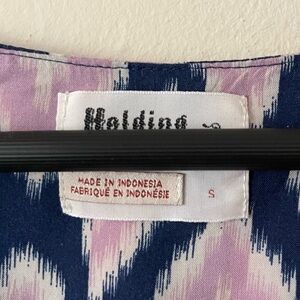 Holding
MADE IN INDONESIA
FABRIQUÉ EN INDONÉSIE
S